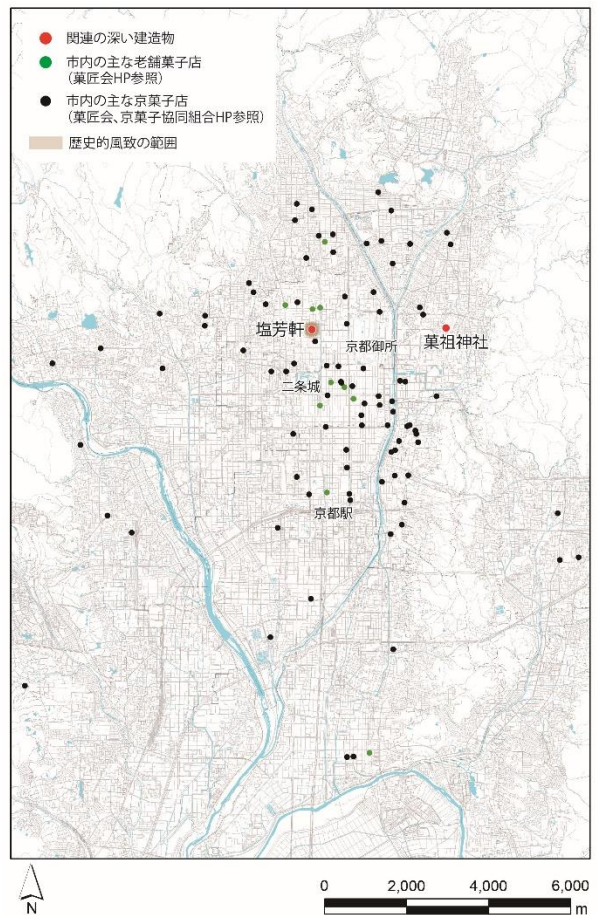 関連の深い建造物
市内の主な老舗菓子店
(菓匠会HP参照)
市内の主な京菓子店
(菓匠会、京菓子協同組合HP参照)
歴史的風致の範囲
塩芳軒
京都御所
菓祖神社
二条城
京都駅
N
0 2,000 4,000 6,000
m